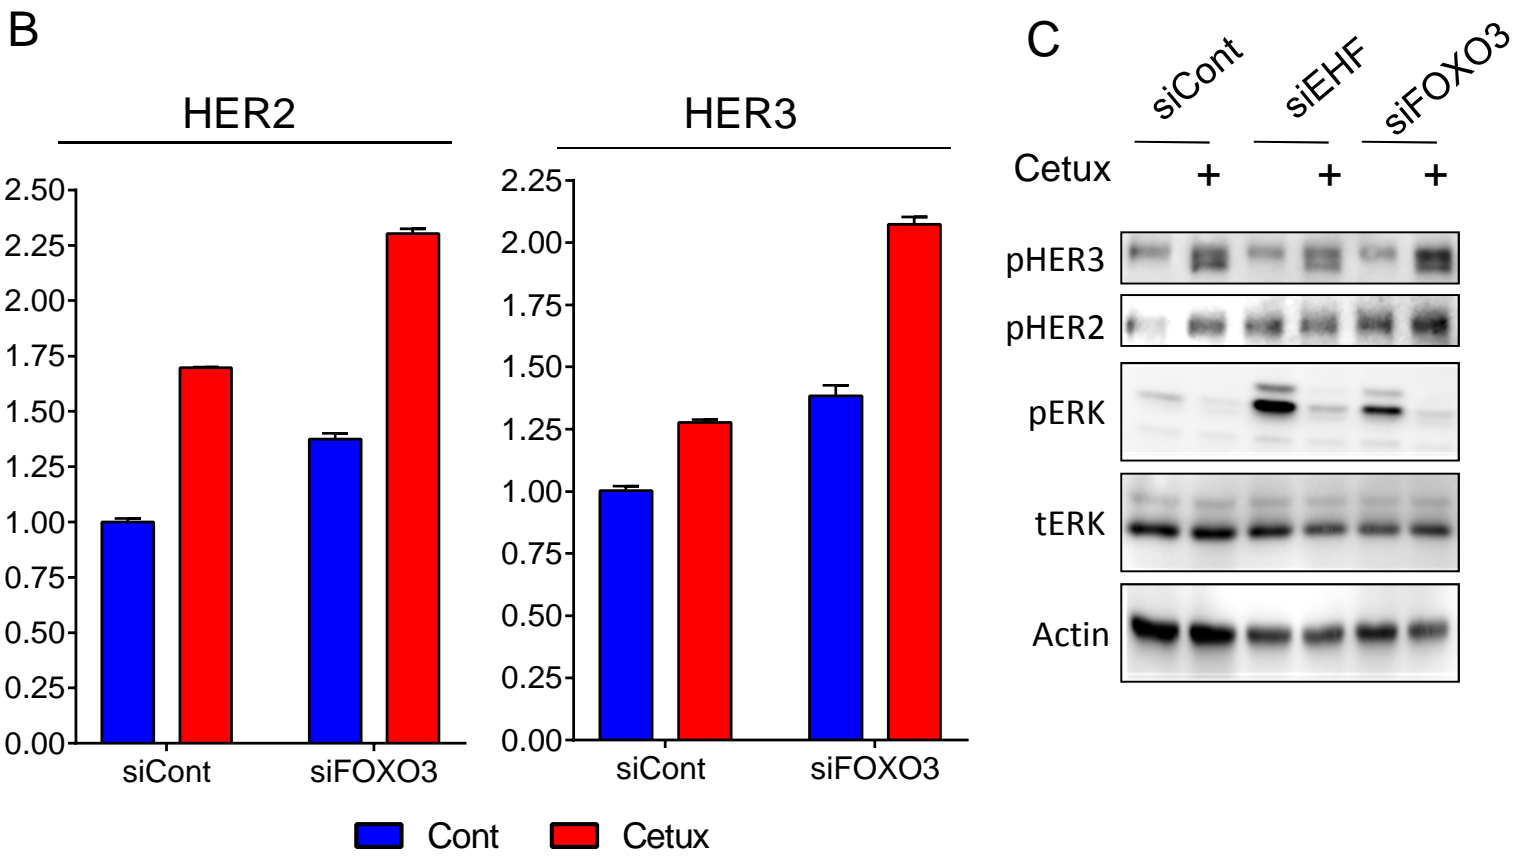 B
HER2
2.50
2.25
2.00
1.75
1.50
1.25
1.00
0.75
0.50
0.25
0.00
siCont siFOXO3
HER3
2.25
2.00
1.75
1.50
1.25
1.00
0.75
0.50
0.25
0.00
siCont siFOXO3
Cont Cetux
C
siCont siEHF siFOXO3
Cetux + + +
pHER3
pHER2
pERK
tERK
Actin